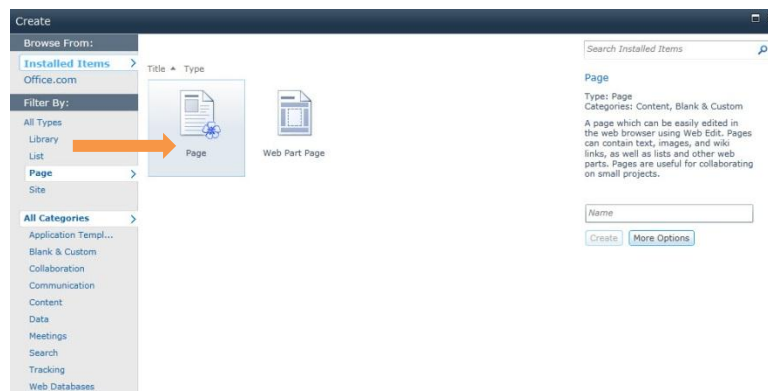 Create
Browse From:
Installed Items
Office.com
Filter By:
All Types
Library
List
Page
Site
All Categories
Application Templ...
Blank & Custom
Collaboration
Communication
Content
Data
Meetings
Search
Tracking
Web Databases
Title Type
Page
Web Part Page
Search Installed Items
Page
Type: Page
Categories: Content, Blank & Custom
A page which can be easily edited in
the web browser using Web Edit. Pages
can contain text, images, and wiki
links, as well as lists and other web
parts. Pages are useful for collaborating
on small projects.
Name
Create More Options